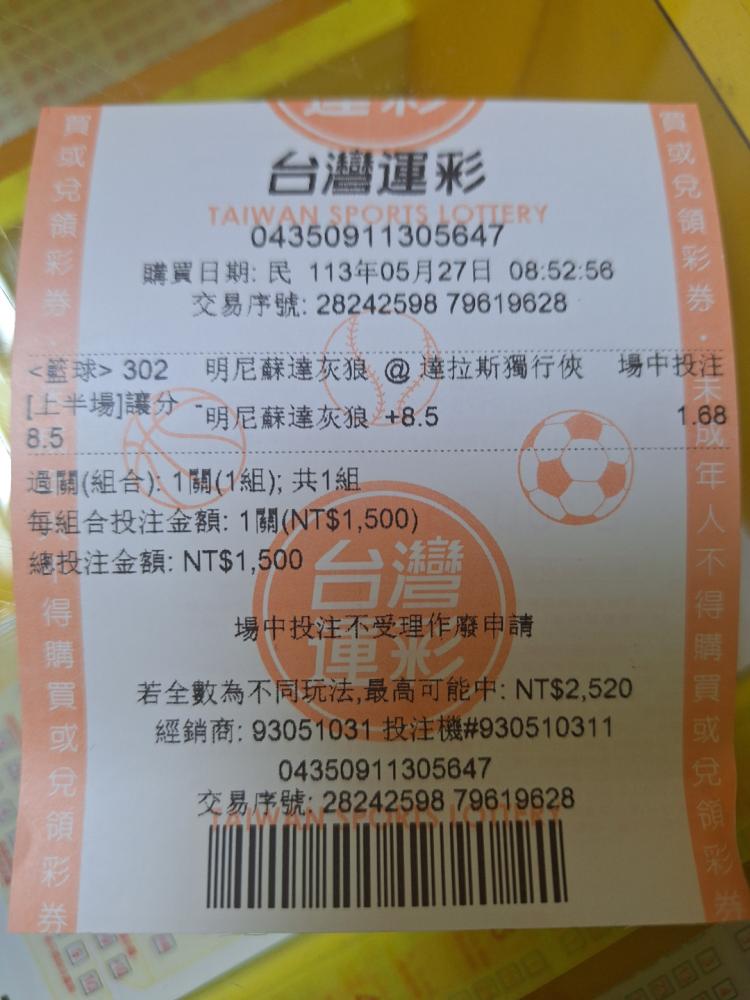 運彩
台灣運彩
TAIWAN SPORTS LOTTERY
04350911305647
購買日期: 民 113年05月27日 08:52:56
交易序號: 28242598 79619628
<籃球> 302 明尼蘇達灰狼 @ 達拉斯獨行俠 場中投注
[上半場]讓分 -
8.5
明尼蘇達灰狼 +8.5 1.68
過關(組合): 1關(1組); 共1組
每組合投注金額: 1關(NT$1,500)
總投注金額: NT$1,500
台灣
運彩
場中投注不受理作廢申請
若全數為不同玩法,最高可能中: NT$2,520
經銷商: 93051031 投注機#930510311
04350911305647
交易序號: 28242598 79619628
TAIWAN SPORTS LOTTERY
買或兌領彩券・
得購買或兌領彩券
買或兌領彩券・未成年人不得購買或兌領彩券